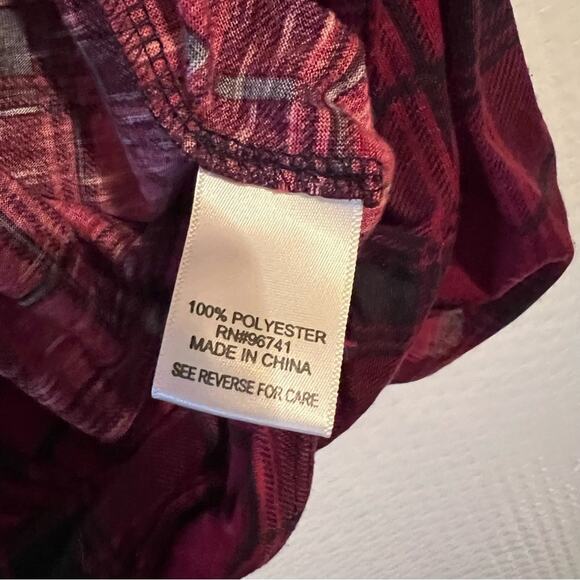 100% POLYESTER
RN#96741
MADE IN CHINA
SEE REVERSE FOR CARE